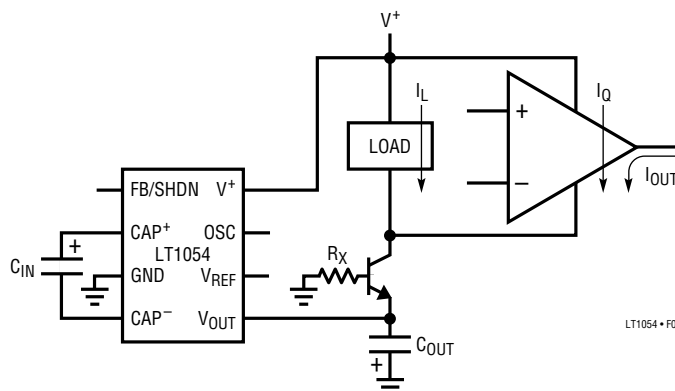 V+
IL
IQ
+
LOAD
−
IOUT
FB/SHDN V+
CAP+ OSC
+
LT1054
CIN
GND VREF
RX
CAP− VOUT
COUT
+
LT1054 • F0